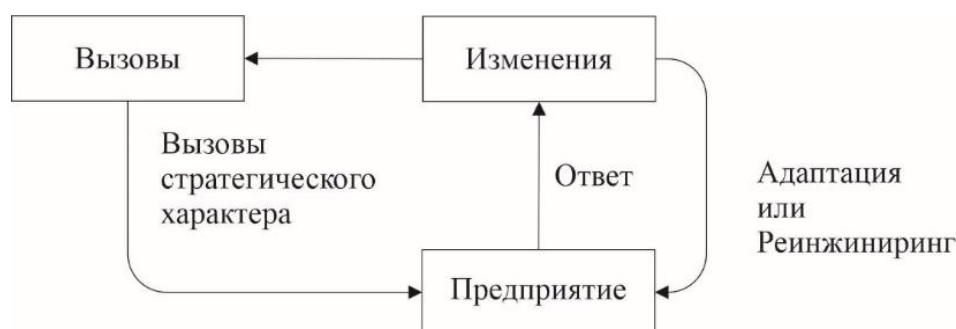 Вызовы
Изменения
Вызовы
стратегического
характера
Ответ
Адаптация
или
Реинжиниринг
Предприятие